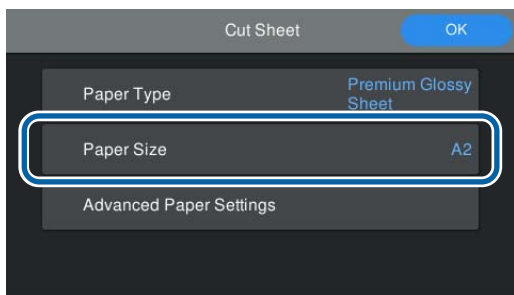 Cut Sheet
OK
Paper Type
Premium Glossy
Sheet
Paper Size
A2
Advanced Paper Settings